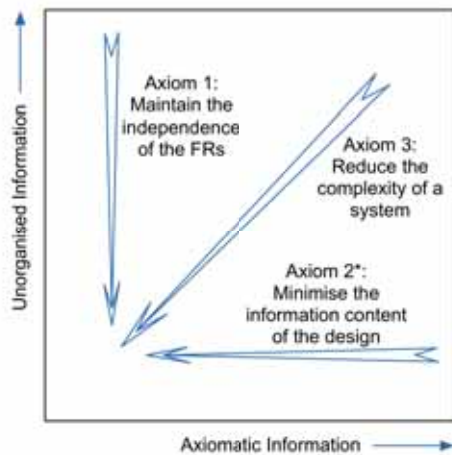 Unorganised Information
Axiom 1:
Maintain the
independence
of the FRs
Axiom 3:
Reduce the
complexity of a
system
Axiom 2*:
Minimise the
information content
of the design
Axiomatic Information